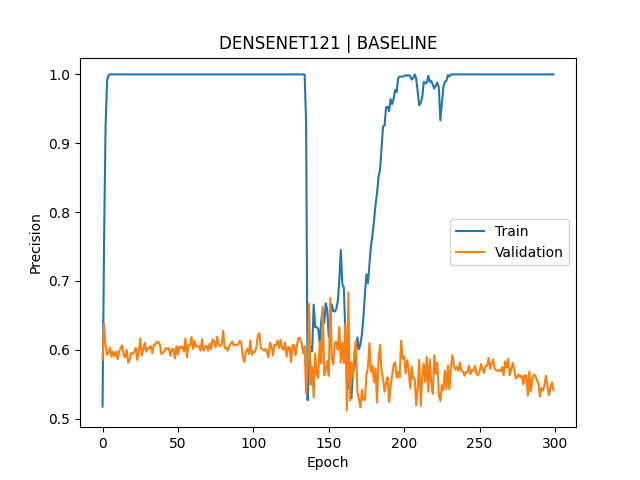 DENSENET121 | BASELINE
1.0
0.9
0.8
0.7
0.6
0.5
Precision
Train
Validation
0 50 100 150 200 250 300
Epoch